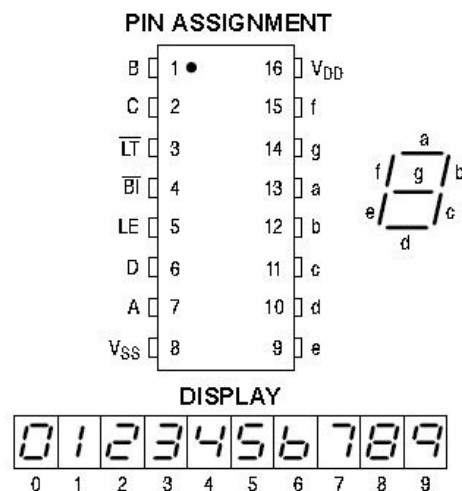 PIN ASSIGNMENT
B 1 16 VDD
C 2 15 f
L̅T̅ 3 14 g
B̅I̅ 4 13 a
LE 5 12 b
D 6 11 c
A 7 10 d
VSS 8 9 e
a
f g b
e c
d
DISPLAY
0 1 2 3 4 5 6 7 8 9
0 1 2 3 4 5 6 7 8 9